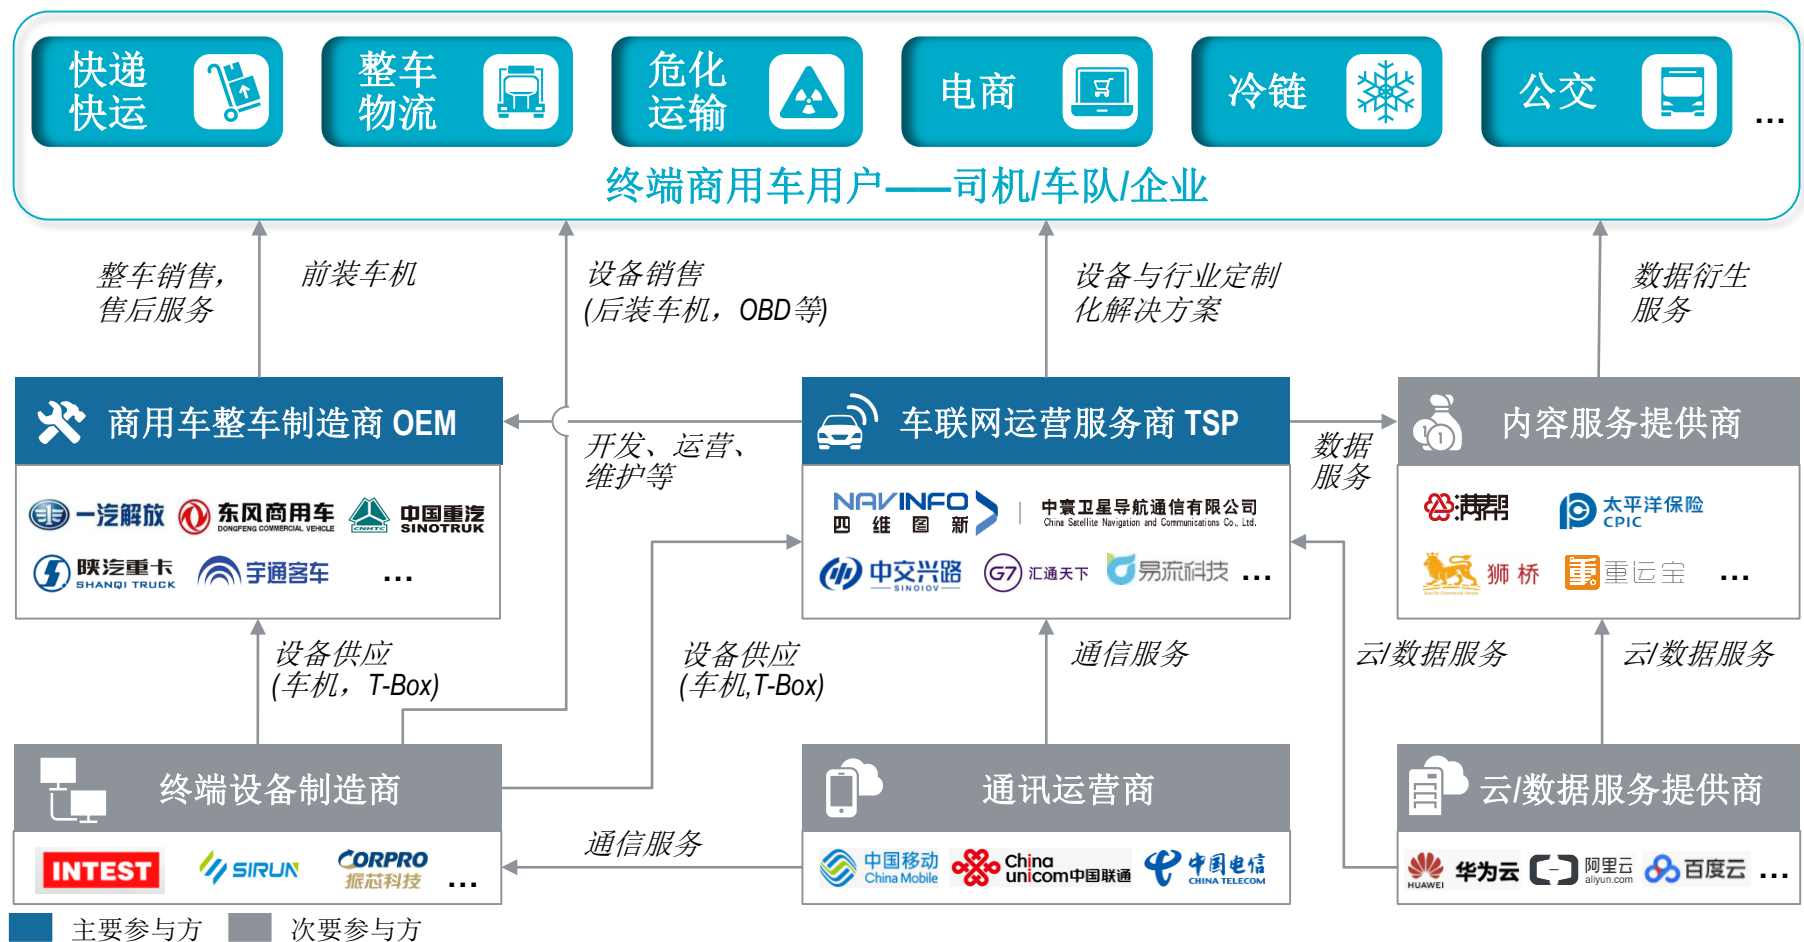 快递
快运
整车
物流
危化
运输
电商
冷链
公交
...
终端商用车用户——司机/车队/企业
整车销售，
售后服务
前装车机
设备销售
(后装车机，OBD等)
设备与行业定制
化解决方案
数据衍生
服务
商用车整车制造商 OEM
车联网运营服务商 TSP
内容服务提供商
开发、运营、
维护等
数据
服务
一汽解放
东风商用车
DONGFENG COMMERCIAL VEHICLE
CNHTC
中国重汽
SINOTRUK
陕汽重卡
SHANQI TRUCK
宇通客车
...
NAVINFO
四维图新
中寰卫星导航通信有限公司
China Satellite Navigation and Communications Co., Ltd.
中交兴路
SINOIOV
G7
汇通天下
易流科技
...
满帮
太平洋保险
CPIC
狮桥
重运宝
...
设备供应
(车机，T-Box)
设备供应
(车机,T-Box)
通信服务
云/数据服务
云/数据服务
终端设备制造商
通讯运营商
云/数据服务提供商
INTEST
SIRUN
CORPRO
振芯科技
...
通信服务
中国移动
China Mobile
China
unicom中国联通
中国电信
CHINA TELECOM
HUAWEI
华为云
阿里云
aliyun.com
百度云
...
主要参与方
次要参与方